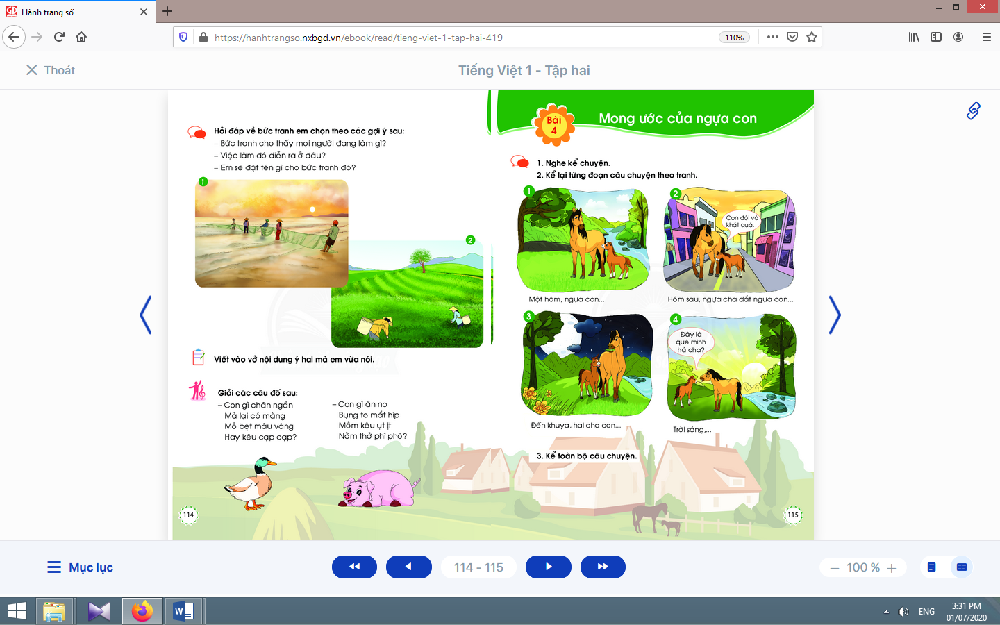 Hành trang số
https://hanhtrangso.nxbgd.vn/ebook/read/tieng-viet-1-tap-hai-419
110%
Thoát
Tiếng Việt 1 - Tập hai
Hỏi đáp về bức tranh em chọn theo các gợi ý sau:
– Bức tranh cho thấy mọi người đang làm gì?
– Việc làm đó diễn ra ở đâu?
– Em sẽ đặt tên gì cho bức tranh đó?
1
2
Viết vào vở nội dung ý hai mà em vừa nói.
Giải các câu đố sau:
– Con gì chân ngắn
Mà lại có màng
Mỏ bẹt màu vàng
Hay kêu cạp cạp?
– Con gì ăn no
Bụng to mắt híp
Mồm kêu ụt ịt
Nằm thở phì phò?
114
Bài
4
Mong ước của ngựa con
1. Nghe kể chuyện.
2. Kể lại từng đoạn câu chuyện theo tranh.
1
Một hôm, ngựa con...
2
Con đói và
khát quá.
Hôm sau, ngựa cha dắt ngựa con...
3
Đến khuya, hai cha con...
4
Đây là
quê mình
hả cha?
Trời sáng,...
3. Kể toàn bộ câu chuyện.
115
Mục lục
114 - 115
100 %
ENG
3:31 PM
01/07/2020